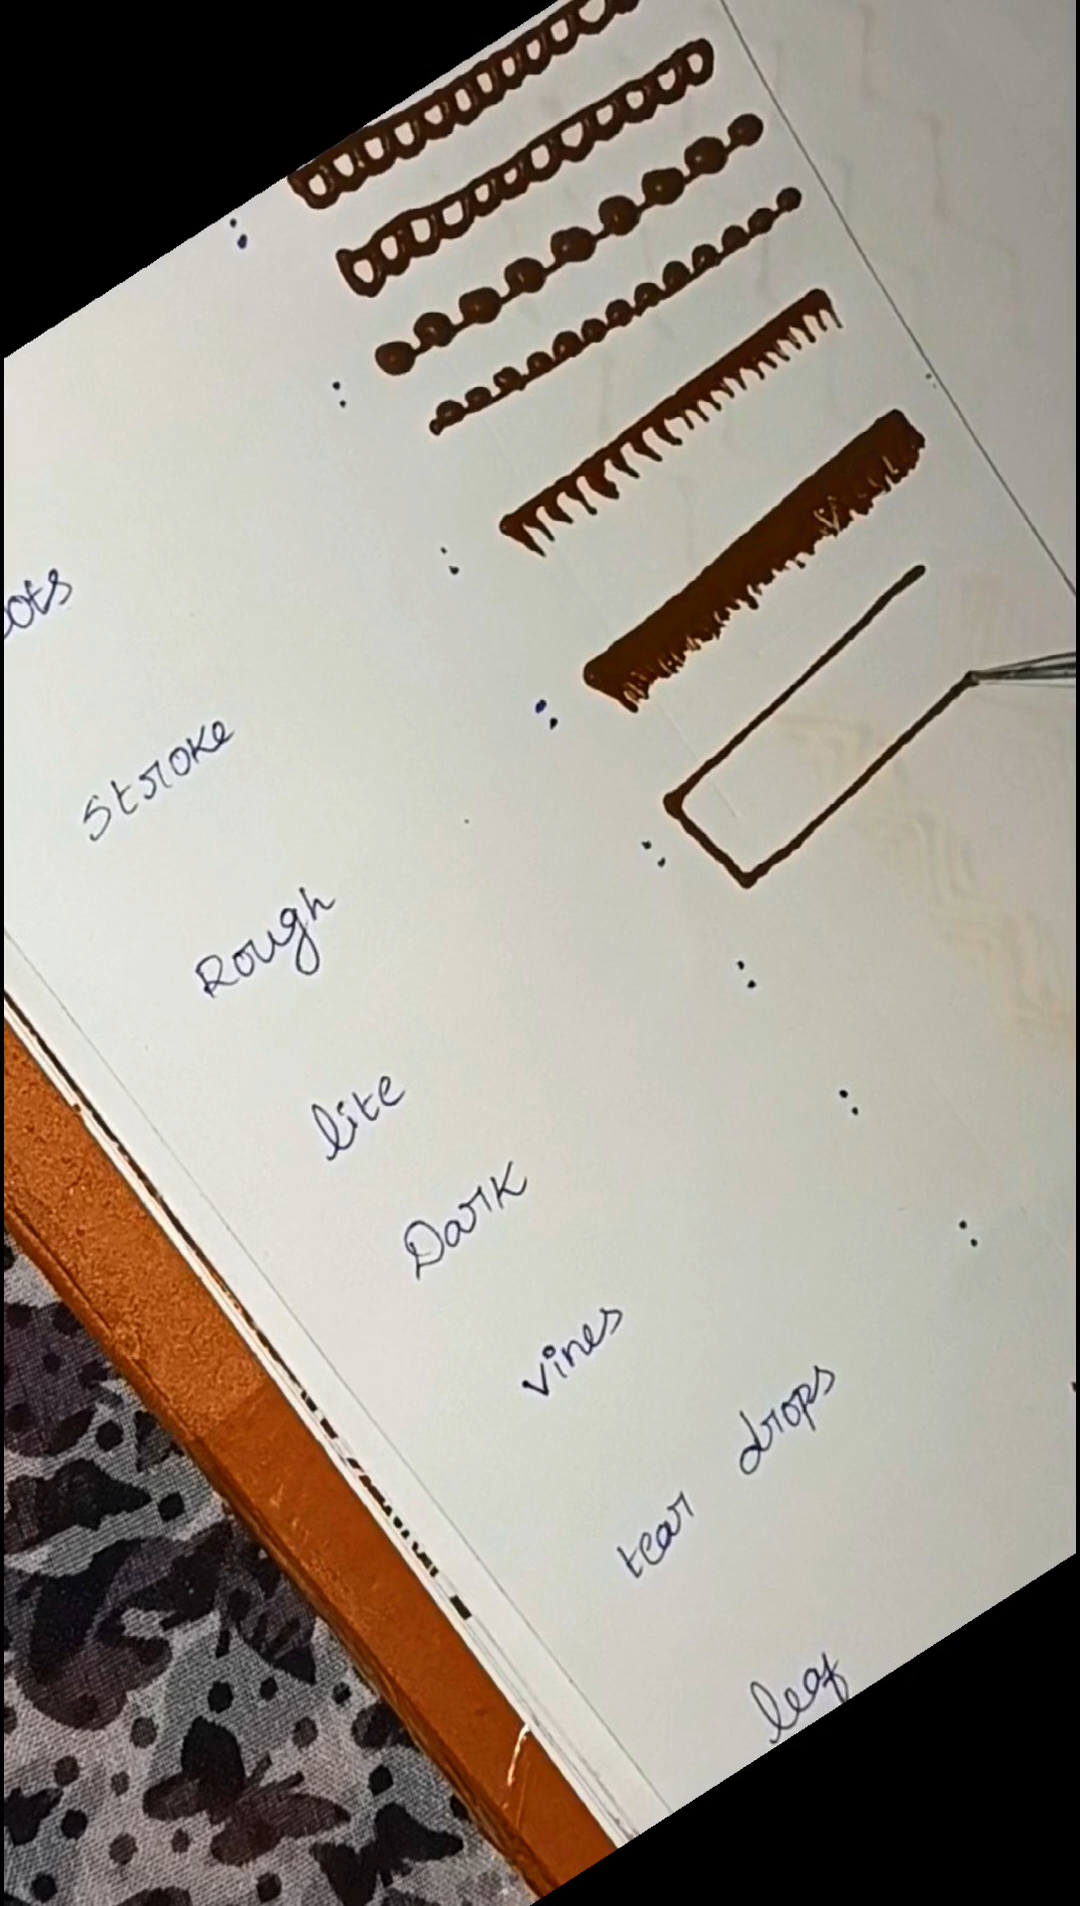 stroke :
Rough :
lite :
Dark :
vines :
tear drops :
leaf